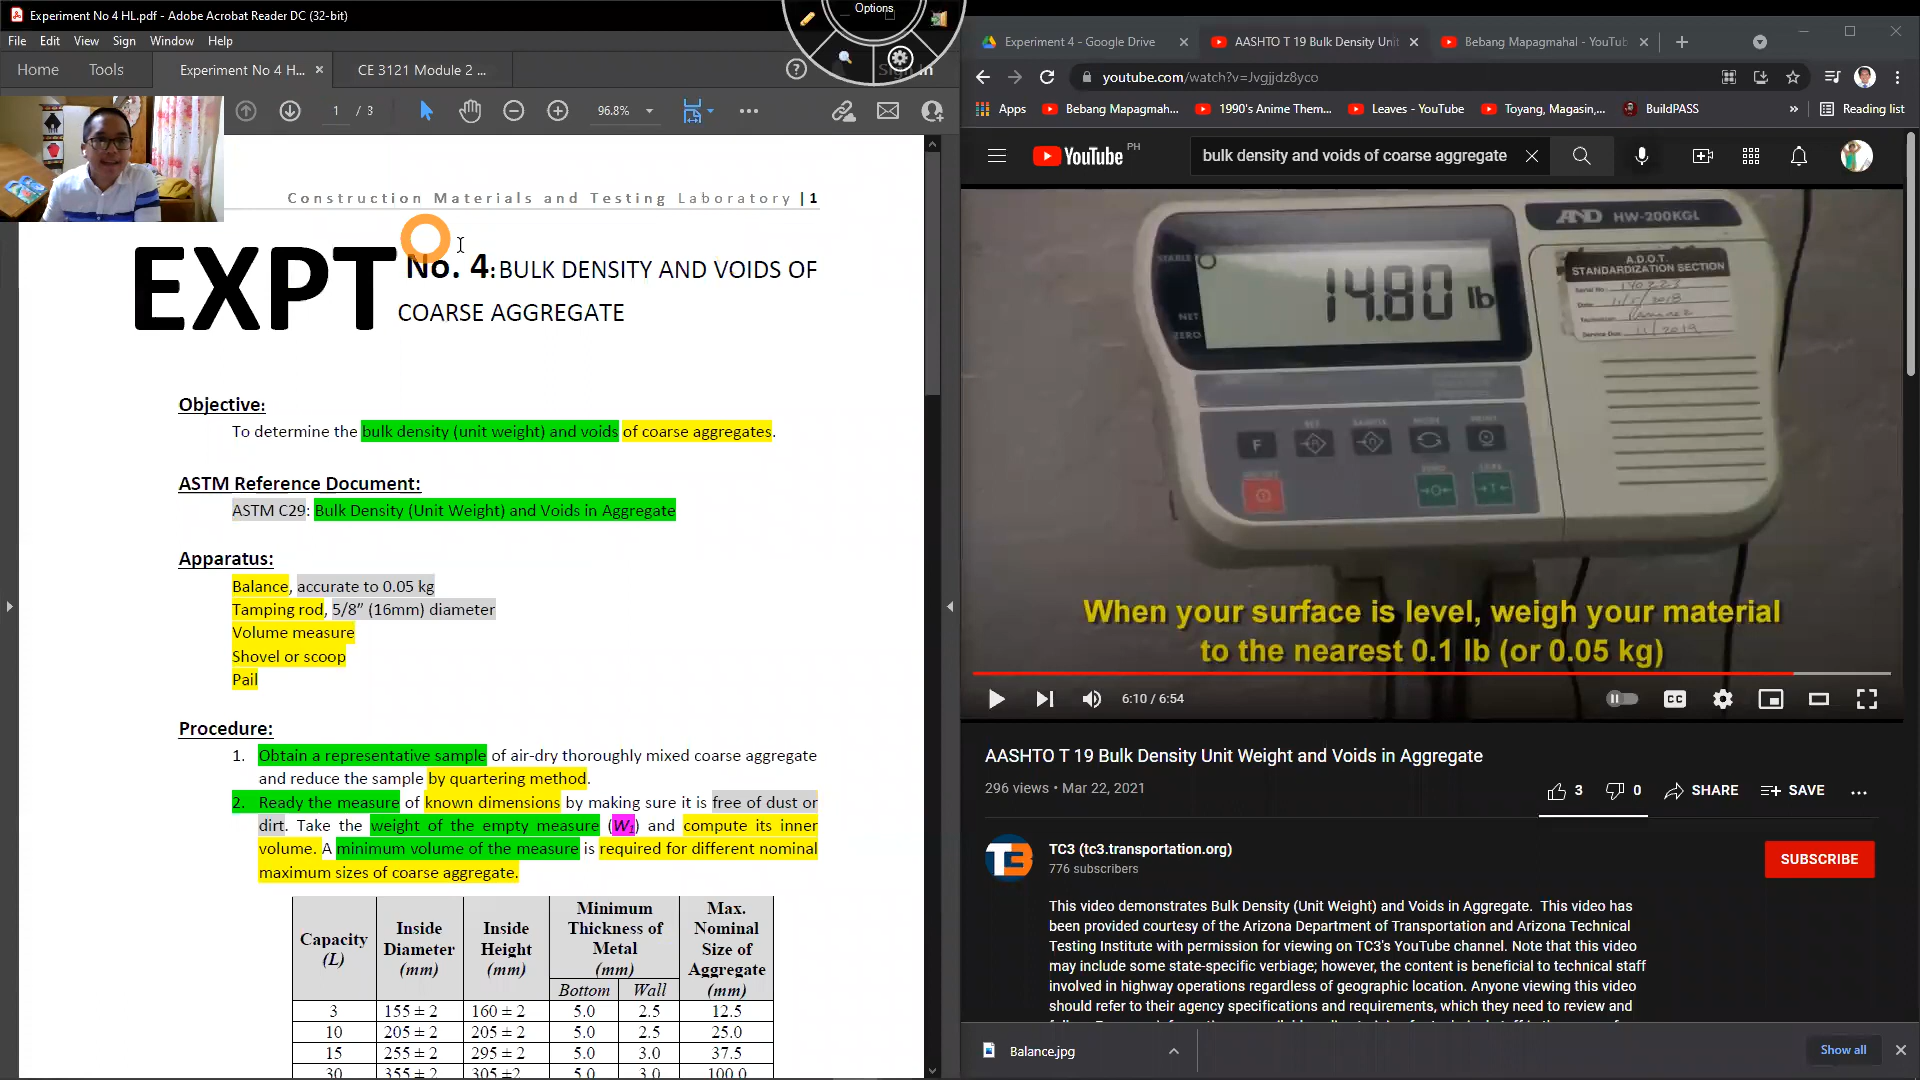 Experiment No 4 HL.pdf - Adobe Acrobat Reader DC (32-bit)
File Edit View Sign Window Help
Options
Home Tools Experiment No 4 H... × CE 3121 Module 2 ...
1 / 3 96.8%
Construction Materials and Testing Laboratory | 1
EXPT No. 4: BULK DENSITY AND VOIDS OF
COARSE AGGREGATE
Objective:
To determine the bulk density (unit weight) and voids of coarse aggregates.
ASTM Reference Document:
ASTM C29: Bulk Density (Unit Weight) and Voids in Aggregate
Apparatus:
Balance, accurate to 0.05 kg
Tamping rod, 5/8” (16mm) diameter
Volume measure
Shovel or scoop
Pail
Procedure:
1. Obtain a representative sample of air-dry thoroughly mixed coarse aggregate
and reduce the sample by quartering method.
2. Ready the measure of known dimensions by making sure it is free of dust or
dirt. Take the weight of the empty measure (W1) and compute its inner
volume. A minimum volume of the measure is required for different nominal
maximum sizes of coarse aggregate.
Capacity (L) Inside Diameter (mm) Inside Height (mm) Minimum Thickness of Metal (mm) Max. Nominal Size of Aggregate (mm)
Bottom Wall
3 155 ± 2 160 ± 2 5.0 2.5 12.5
10 205 ± 2 205 ± 2 5.0 2.5 25.0
15 255 ± 2 295 ± 2 5.0 3.0 37.5
30 355 ± 2 305 ±2 5.0 3.0 100.0
Experiment 4 - Google Drive AASHTO T 19 Bulk Density Unit Bebang Mapagmahal - YouTub
youtube.com/watch?v=Jvgjjdz8yco
Apps Bebang Mapagmah... 1990's Anime Them... Leaves - YouTube Toyang, Magasin,... BuildPASS » Reading list
YouTube PH bulk density and voids of coarse aggregate
AND HW-200KGL
STABLE
14.80 lb
NET
ZERO
A.D.O.T.
STANDARDIZATION SECTION
F
When your surface is level, weigh your material
to the nearest 0.1 lb (or 0.05 kg)
6:10 / 6:54 CC
AASHTO T 19 Bulk Density Unit Weight and Voids in Aggregate
296 views • Mar 22, 2021
3 0 SHARE SAVE ...
TC3 (tc3.transportation.org)
776 subscribers
SUBSCRIBE
This video demonstrates Bulk Density (Unit Weight) and Voids in Aggregate. This video has
been provided courtesy of the Arizona Department of Transportation and Arizona Technical
Testing Institute with permission for viewing on TC3's YouTube channel. Note that this video
may include some state-specific verbiage; however, the content is beneficial to technical staff
involved in highway operations regardless of geographic location. Anyone viewing this video
should refer to their agency specifications and requirements, which they need to review and
Balance.jpg
Show all